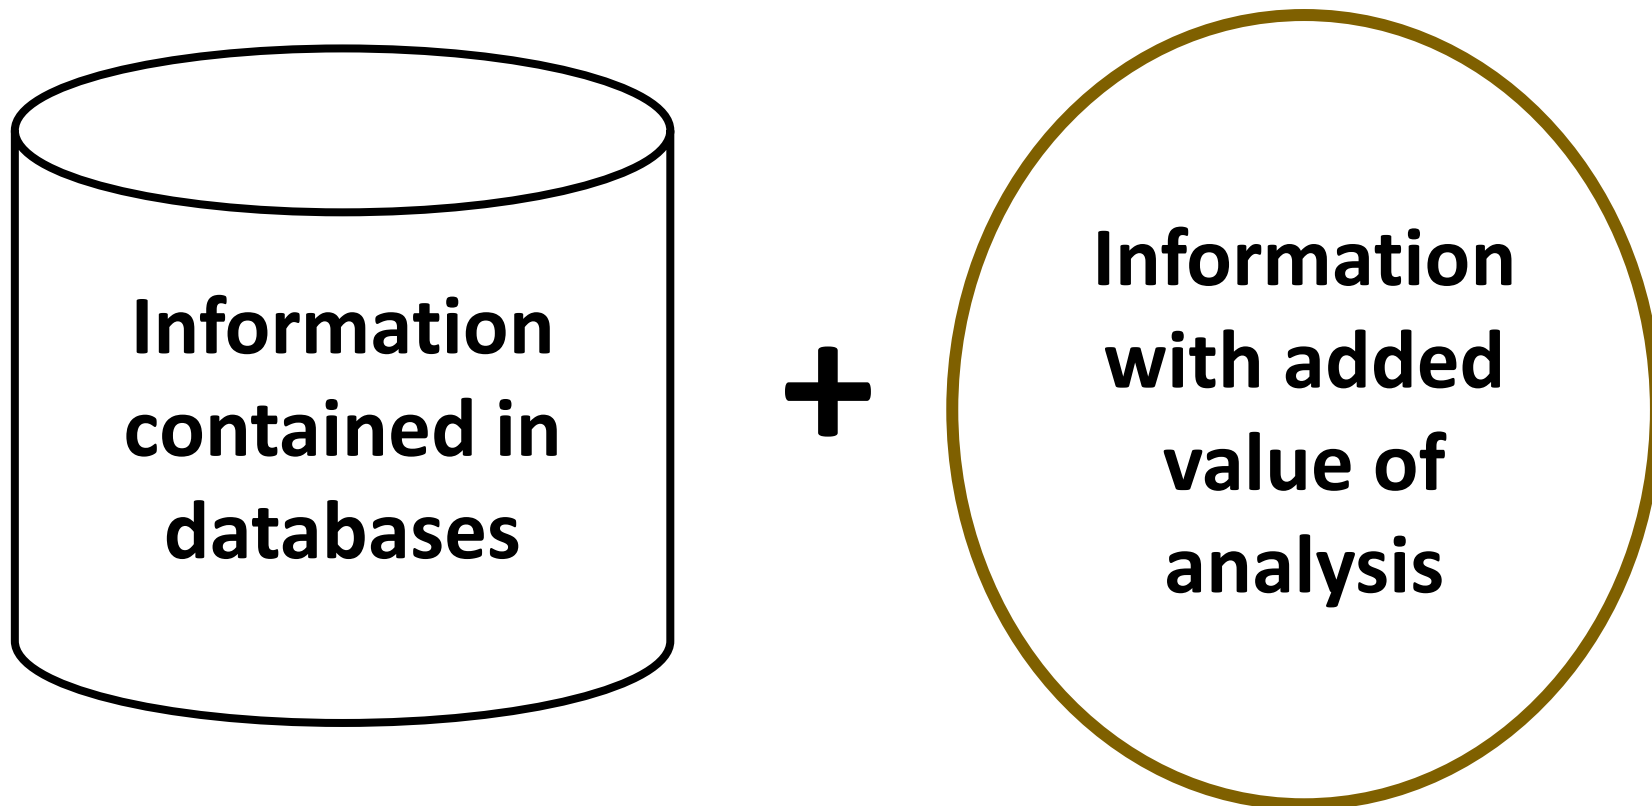 Information
contained in
databases
+
Information
with added
value of
analysis